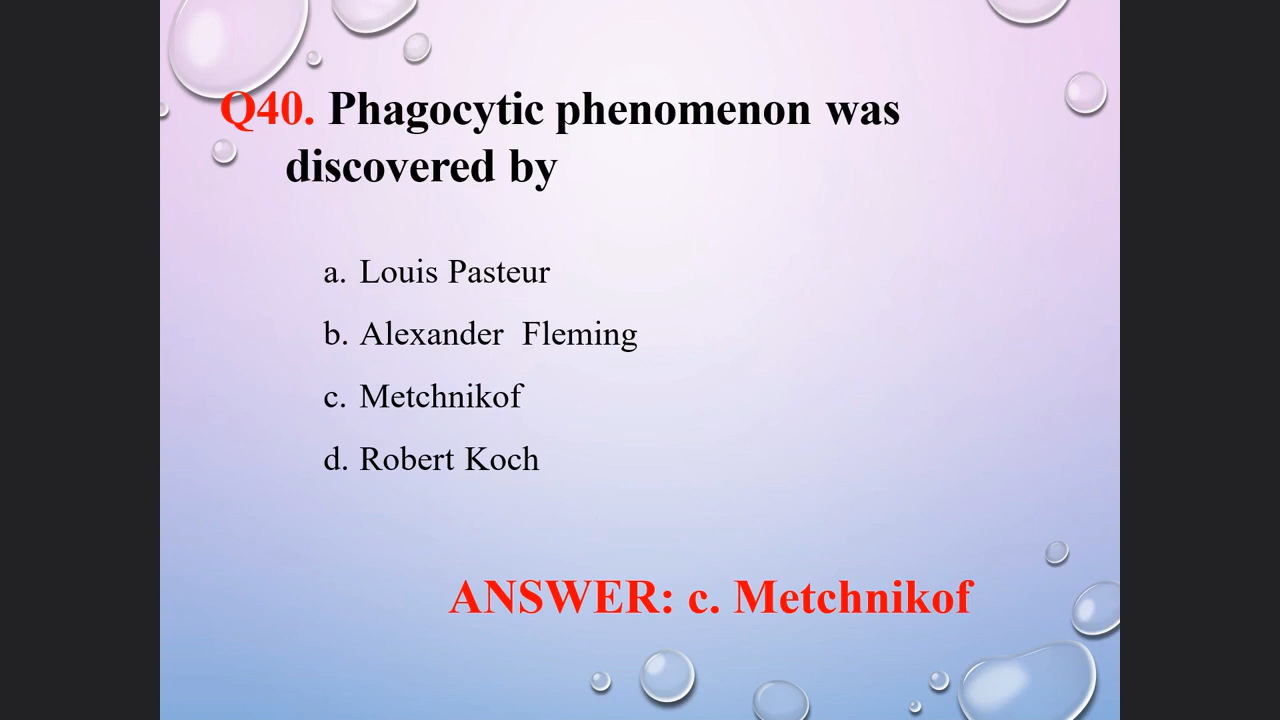 Q40. Phagocytic phenomenon was
discovered by
a. Louis Pasteur
b. Alexander Fleming
c. Metchnikof
d. Robert Koch
ANSWER: c. Metchnikof